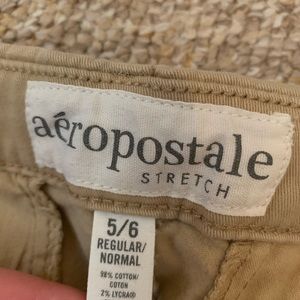 aéropostale
STRETCH
5/6
REGULAR/
NORMAL
98% COTTON/
COTON
2% LYCRA®